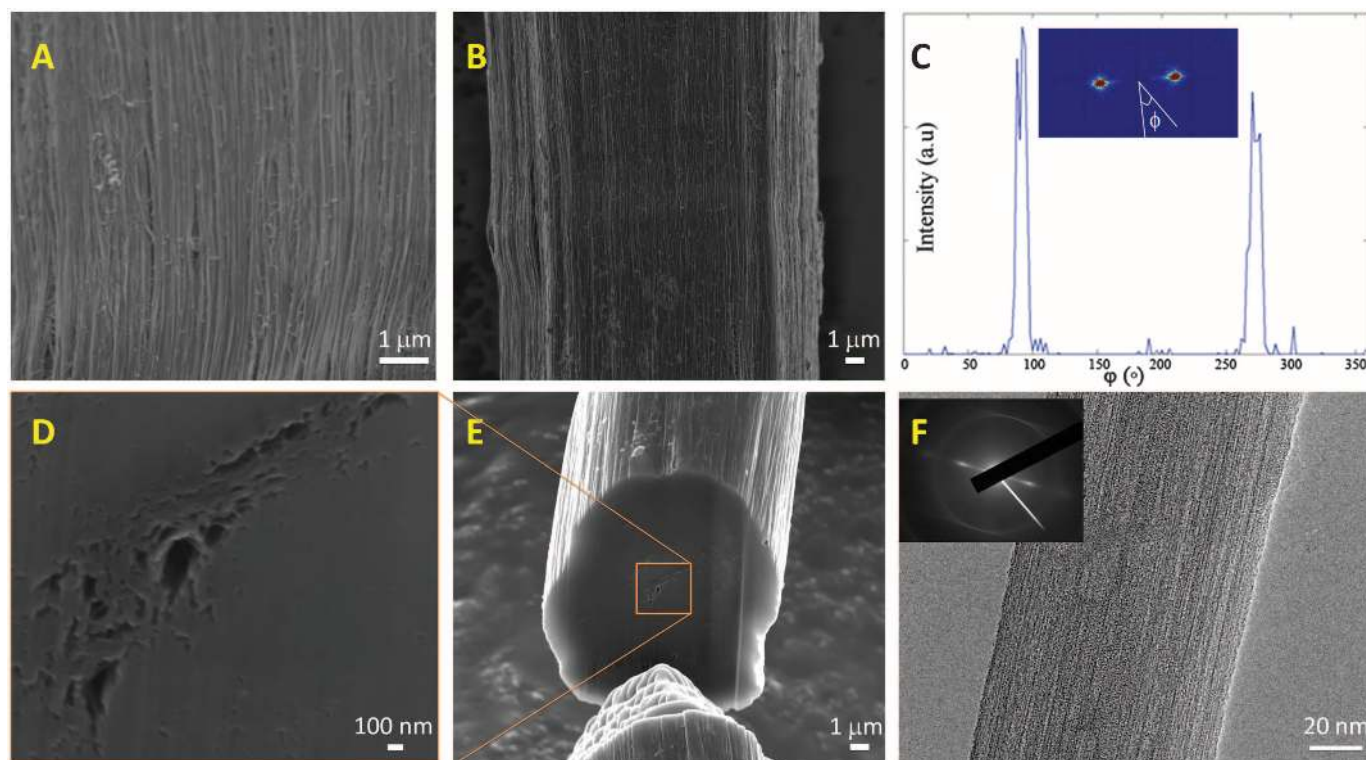 A
1 μm
B
1 μm
C
Intensity (a.u)
ϕ
0 50 100 150 200 250 300 350
φ (o)
D
100 nm
E
1 μm
F
20 nm